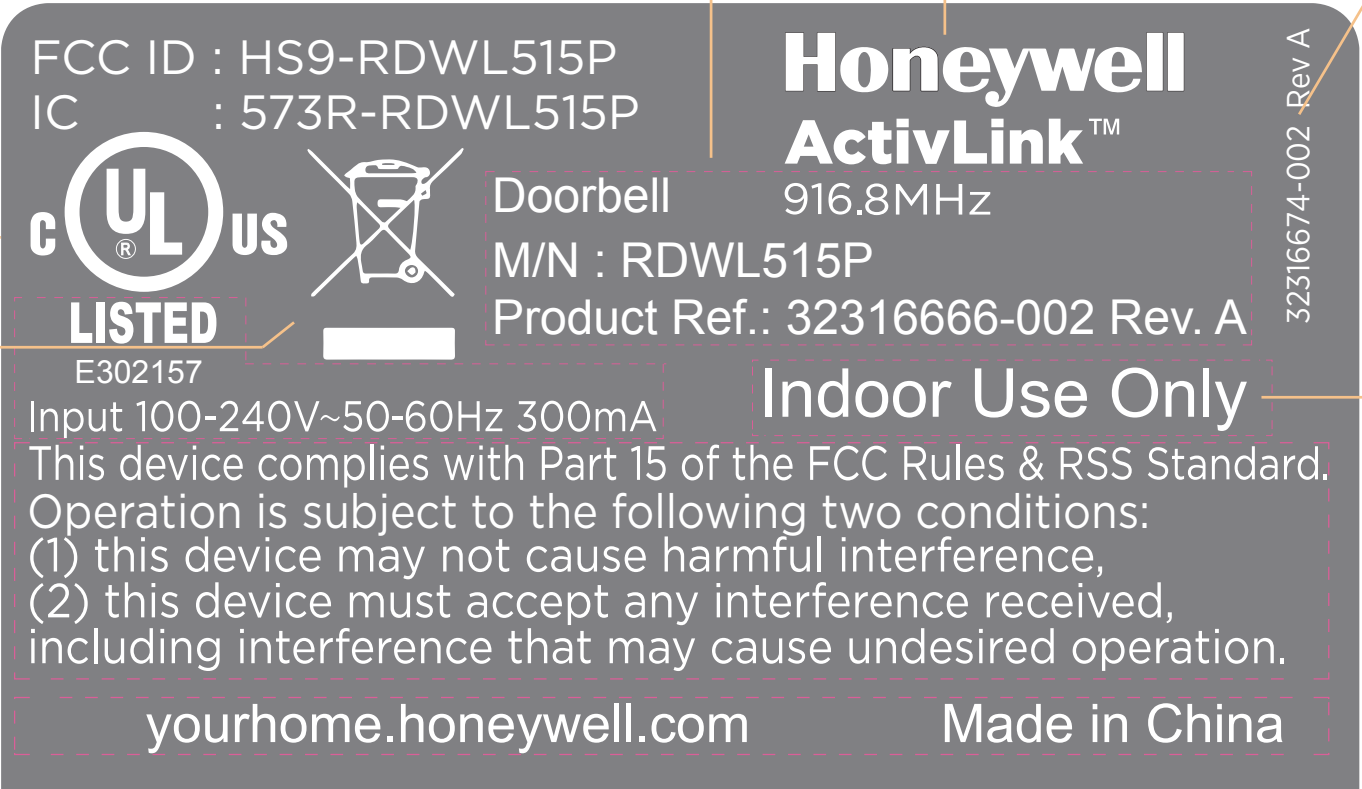 FCC ID : HS9-RDWL515P
IC : 573R-RDWL515P
Honeywell
ActivLink™
32316674-002 Rev A
C UL ® US
LISTED
E302157
Doorbell 916.8MHz
M/N : RDWL515P
Product Ref.: 32316666-002 Rev. A
Input 100-240V~50-60Hz 300mA
Indoor Use Only
This device complies with Part 15 of the FCC Rules & RSS Standard.
Operation is subject to the following two conditions:
(1) this device may not cause harmful interference,
(2) this device must accept any interference received,
including interference that may cause undesired operation.
yourhome.honeywell.com Made in China